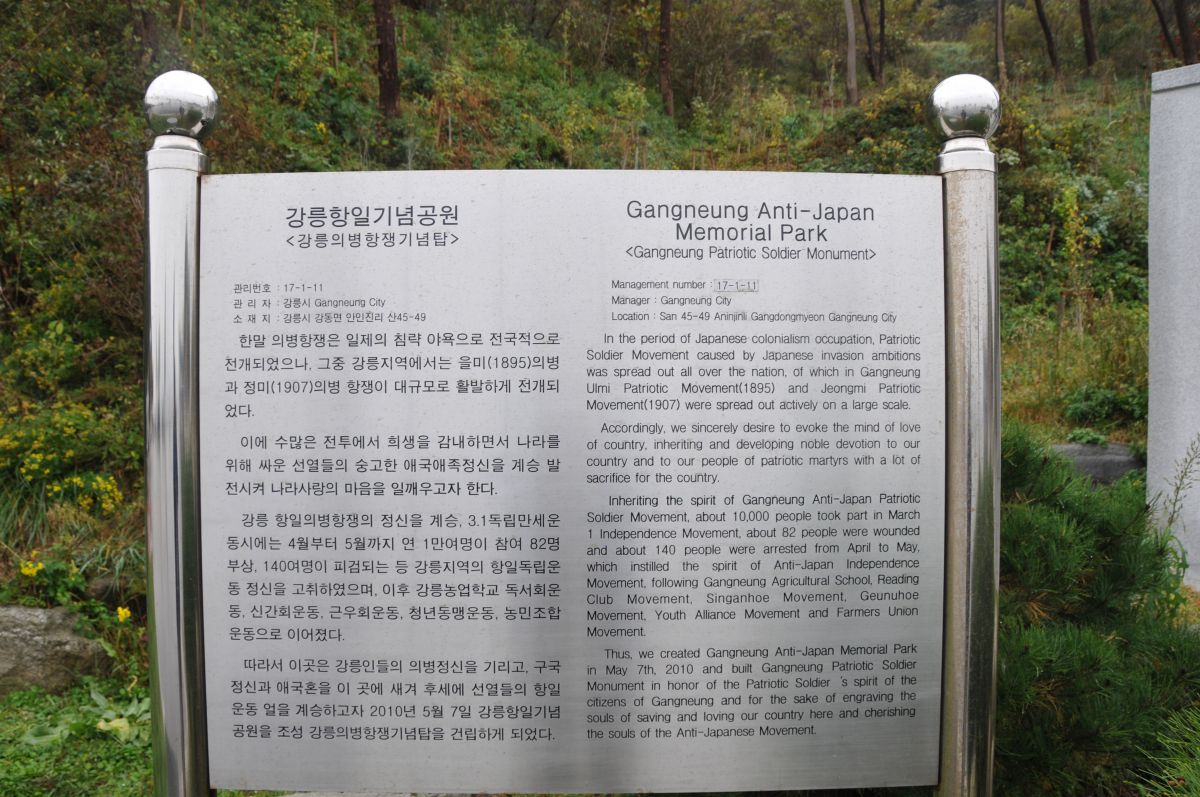 강릉항일기념공원
<강릉의병항쟁기념탑>
관리번호 : 17-1-11
관 리 자 : 강릉시 Gangneung City
소 재 지 : 강릉시 강동면 안인진리 산45-49
한말 의병항쟁은 일제의 침략 야욕으로 전국적으로
전개되었으나, 그중 강릉지역에서는 을미(1895)의병
과 정미(1907)의병 항쟁이 대규모로 활발하게 전개되
었다.
이에 수많은 전투에서 희생을 감내하면서 나라를
위해 싸운 선열들의 숭고한 애국애족정신을 계승 발
전시켜 나라사랑의 마음을 일깨우고자 한다.
강릉 항일의병항쟁의 정신을 계승, 3.1독립만세운
동시에는 4월부터 5월까지 연 1만여명이 참여 82명
부상, 140여명이 피검되는 등 강릉지역의 항일독립운
동 정신을 고취하였으며, 이후 강릉농업학교 독서회운
동, 신간회운동, 근우회운동, 청년동맹운동, 농민조합
운동으로 이어졌다.
따라서 이곳은 강릉인들의 의병정신을 기리고, 구국
정신과 애국혼을 이 곳에 새겨 후세에 선열들의 항일
운동 얼을 계승하고자 2010년 5월 7일 강릉항일기념
공원을 조성 강릉의병항쟁기념탑을 건립하게 되었다.
Gangneung Anti-Japan
Memorial Park
<Gangneung Patriotic Soldier Monument>
Management number : 17-1-11
Manager : Gangneung City
Location : San 45-49 Aninjinli Gangdongmyeon Gangneung City
In the period of Japanese colonialism occupation, Patriotic
Soldier Movement caused by Japanese invasion ambitions
was spread out all over the nation, of which in Gangneung
Ulmi Patriotic Movement(1895) and Jeongmi Patriotic
Movement(1907) were spread out actively on a large scale.
Accordingly, we sincerely desire to evoke the mind of love
of country, inheriting and developing noble devotion to our
country and to our people of patriotic martyrs with a lot of
sacrifice for the country.
Inheriting the spirit of Gangneung Anti-Japan Patriotic
Soldier Movement, about 10,000 people took part in March
1 Independence Movement, about 82 people were wounded
and about 140 people were arrested from April to May,
which instilled the spirit of Anti-Japan Independence
Movement, following Gangneung Agricultural School, Reading
Club Movement, Singanhoe Movement, Geunuhoe
Movement, Youth Alliance Movement and Farmers Union
Movement.
Thus, we created Gangneung Anti-Japan Memorial Park
in May 7th, 2010 and built Gangneung Patriotic Soldier
Monument in honor of the Patriotic Soldier 's spirit of the
citizens of Gangneung and for the sake of engraving the
souls of saving and loving our country here and cherishing
the souls of the Anti-Japanese Movement.